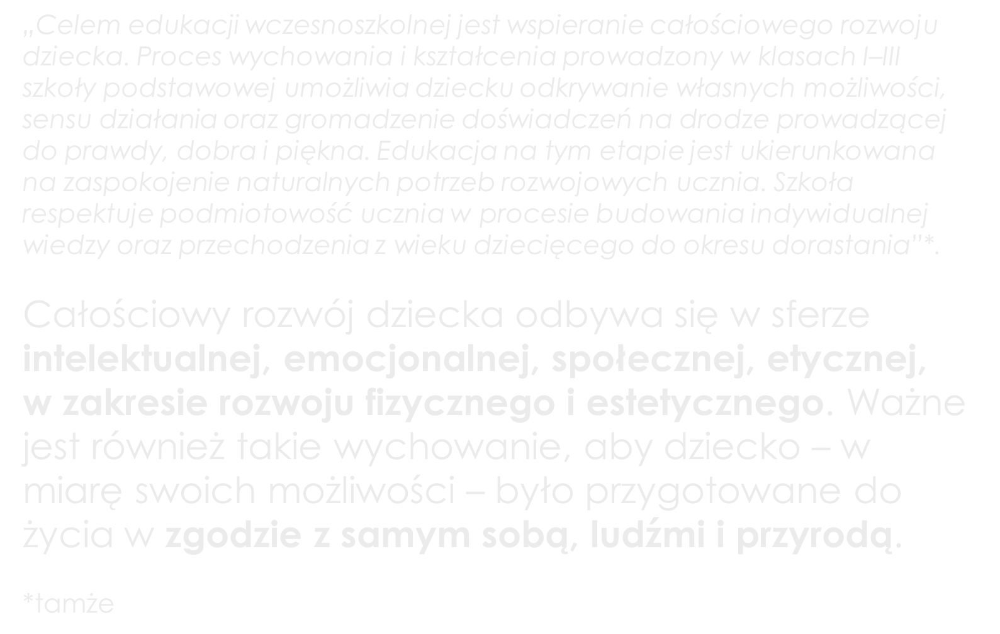 „Celem edukacji wczesnoszkolnej jest wspieranie całościowego rozwoju
dziecka. Proces wychowania i kształcenia prowadzony w klasach I–III
szkoły podstawowej umożliwia dziecku odkrywanie własnych możliwości,
sensu działania oraz gromadzenie doświadczeń na drodze prowadzącej
do prawdy, dobra i piękna. Edukacja na tym etapie jest ukierunkowana
na zaspokojenie naturalnych potrzeb rozwojowych ucznia. Szkoła
respektuje podmiotowość ucznia w procesie budowania indywidualnej
wiedzy oraz przechodzenia z wieku dziecięcego do okresu dorastania”*.
Całościowy rozwój dziecka odbywa się w sferze
intelektualnej, emocjonalnej, społecznej, etycznej,
w zakresie rozwoju fizycznego i estetycznego. Ważne
jest również takie wychowanie, aby dziecko – w
miarę swoich możliwości – było przygotowane do
życia w zgodzie z samym sobą, ludźmi i przyrodą.
*tamże